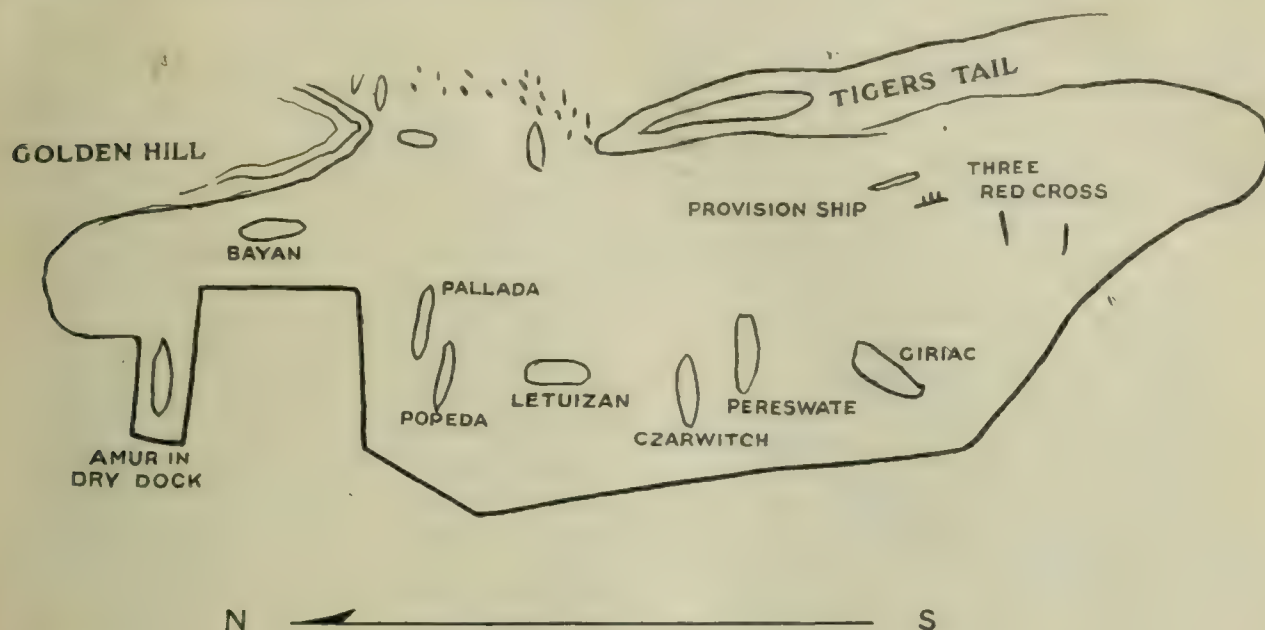 GOLDEN HILL
TIGERS TAIL
THREE
RED CROSS
PROVISION SHIP
BAYAN
PALLADA
GIRIAC
POPEDA
LETUIZAN
PERESWATE
CZARWITCH
AMUR IN
DRY DOCK
N S